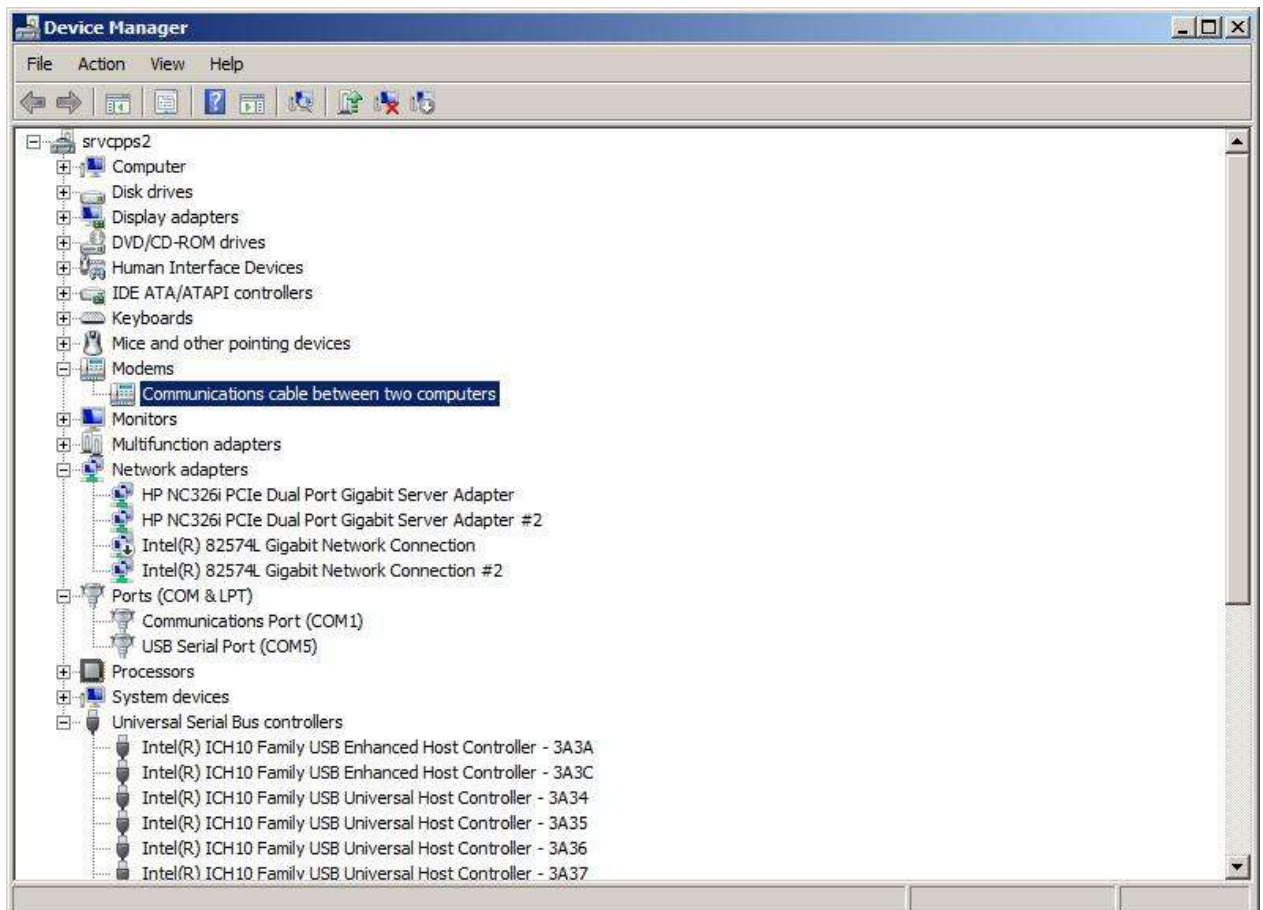 Device Manager
File Action View Help
srvcpps2
Computer
Disk drives
Display adapters
DVD/CD-ROM drives
Human Interface Devices
IDE ATA/ATAPI controllers
Keyboards
Mice and other pointing devices
Modems
Communications cable between two computers
Monitors
Multifunction adapters
Network adapters
HP NC326i PCIe Dual Port Gigabit Server Adapter
HP NC326i PCIe Dual Port Gigabit Server Adapter #2
Intel(R) 82574L Gigabit Network Connection
Intel(R) 82574L Gigabit Network Connection #2
Ports (COM & LPT)
Communications Port (COM1)
USB Serial Port (COM5)
Processors
System devices
Universal Serial Bus controllers
Intel(R) ICH10 Family USB Enhanced Host Controller - 3A3A
Intel(R) ICH10 Family USB Enhanced Host Controller - 3A3C
Intel(R) ICH10 Family USB Universal Host Controller - 3A34
Intel(R) ICH10 Family USB Universal Host Controller - 3A35
Intel(R) ICH10 Family USB Universal Host Controller - 3A36
Intel(R) ICH10 Family USB Universal Host Controller - 3A37